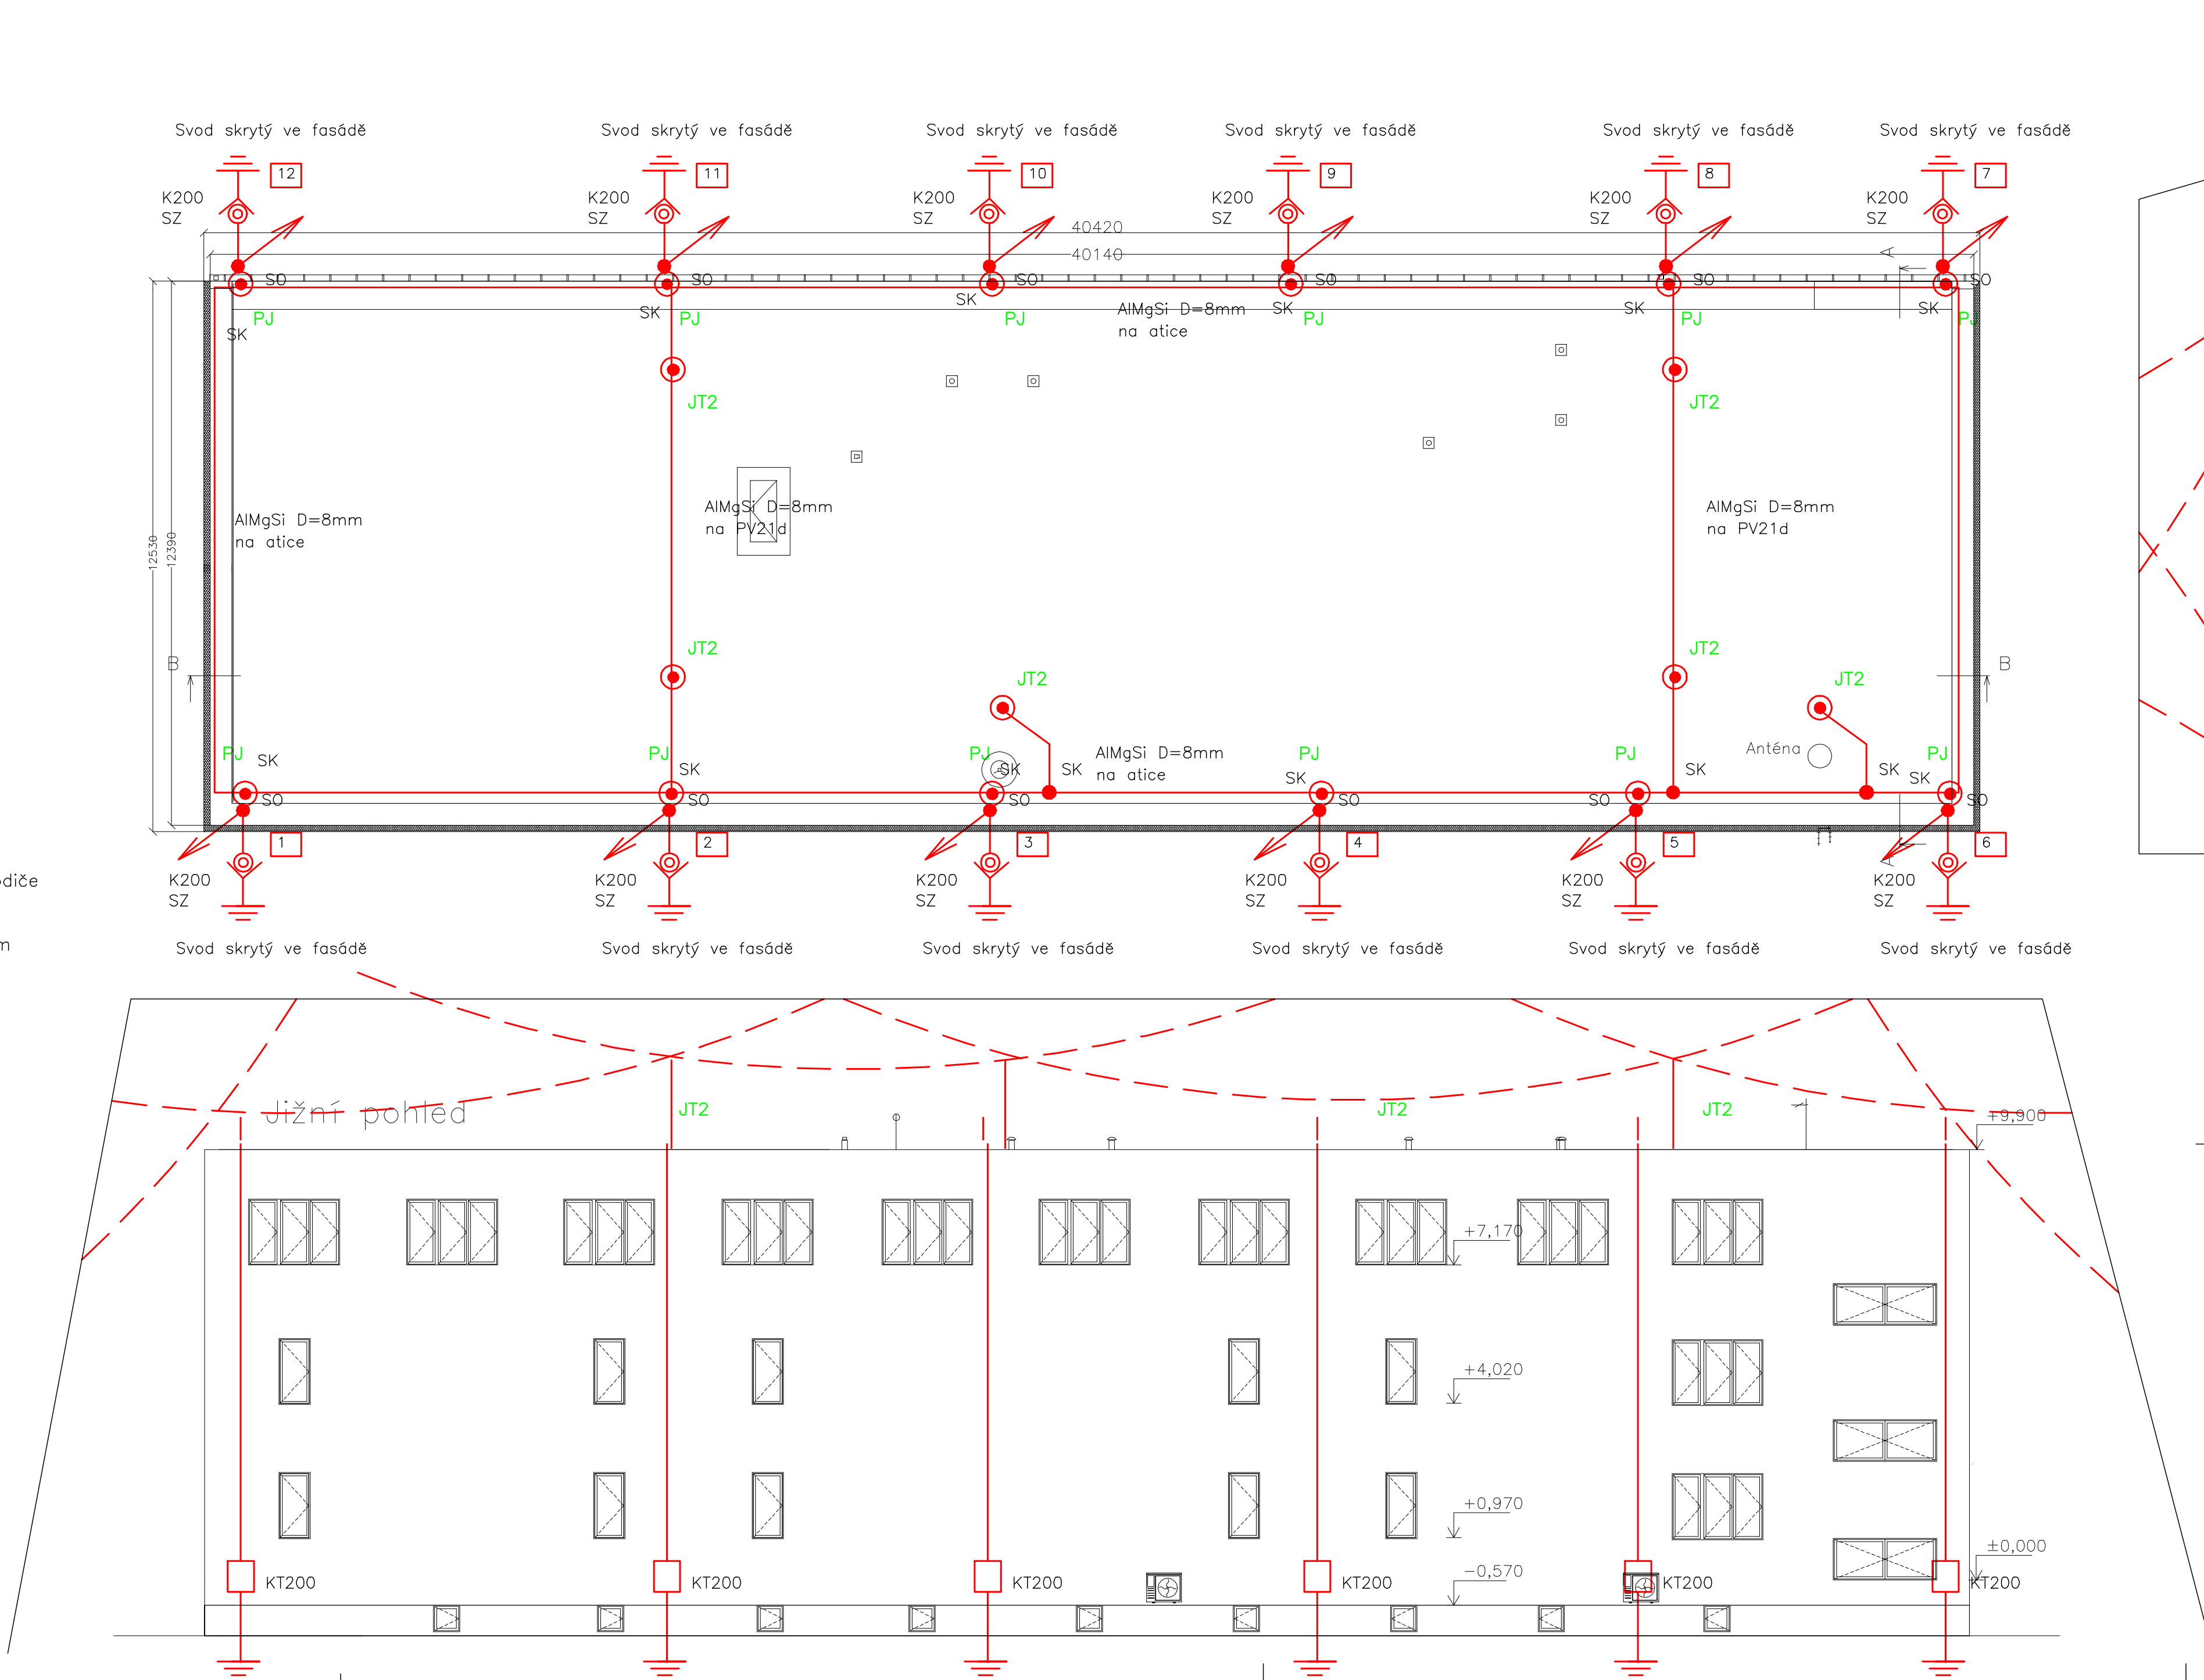 Svod skrytý ve fasádě
Svod skrytý ve fasádě
Svod skrytý ve fasádě
Svod skrytý ve fasádě
Svod skrytý ve fasádě
Svod skrytý ve fasádě
12
11
10
9
8
7
K200
SZ
K200
SZ
K200
SZ
K200
SZ
K200
SZ
K200
SZ
40420
40140
A
SO
SO
SO
SO
SO
SO
SK
SK
SK
SK
SK
SK
PJ
PJ
PJ
PJ
PJ
PJ
AlMgSi D=8mm
na atice
JT2
JT2
12530
12390
AlMgSi D=8mm
na atice
AlMgSi D=8mm
na PV21d
AlMgSi D=8mm
na PV21d
B
JT2
JT2
B
JT2
JT2
PJ
PJ
PJ
PJ
PJ
PJ
SK
SK
SK
SK
AlMgSi D=8mm
na atice
SK
SK
Anténa
SK
SK
SO
SO
SO
SO
SO
SO
1
2
3
4
5
6
A
K200
SZ
K200
SZ
K200
SZ
K200
SZ
K200
SZ
K200
SZ
odiče
m
Svod skrytý ve fasádě
Svod skrytý ve fasádě
Svod skrytý ve fasádě
Svod skrytý ve fasádě
Svod skrytý ve fasádě
Svod skrytý ve fasádě
Jižní pohled
JT2
JT2
JT2
+9,900
+7,170
+4,020
+0,970
±0,000
-0,570
KT200
KT200
KT200
KT200
KT200
KT200